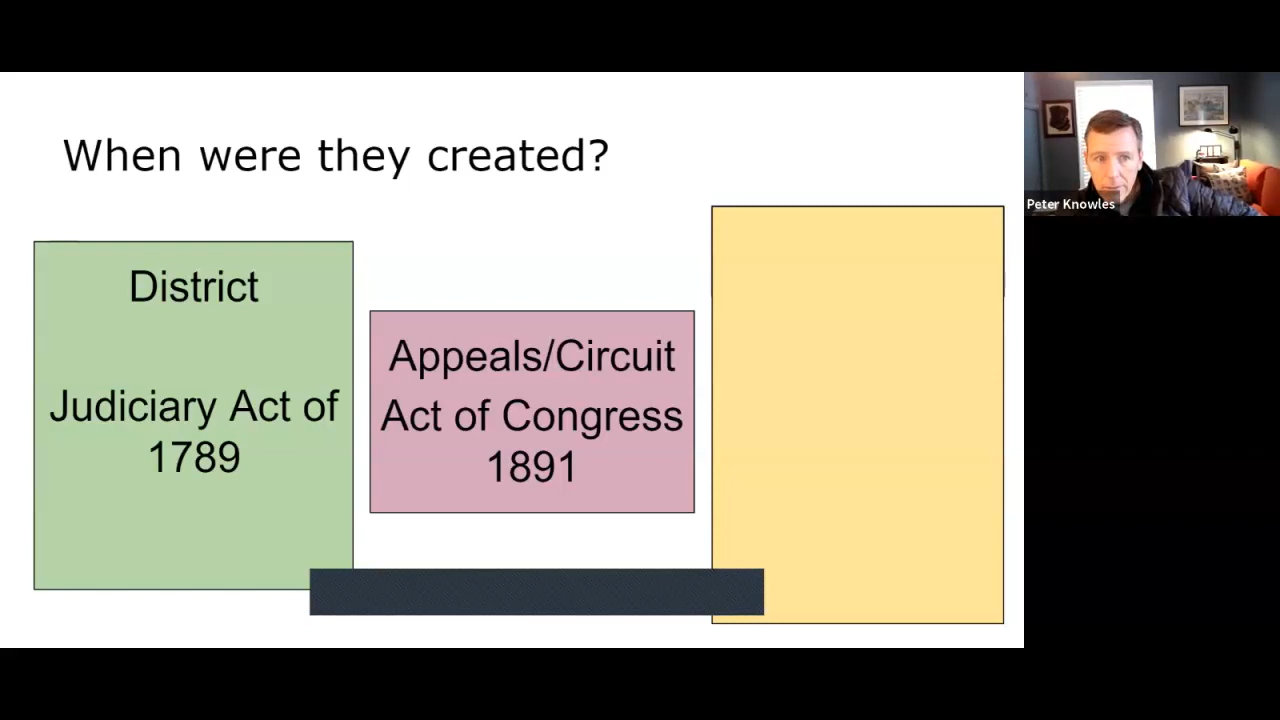 When were they created?
District
Judiciary Act of
1789
Appeals/Circuit
Act of Congress
1891
Peter Knowles